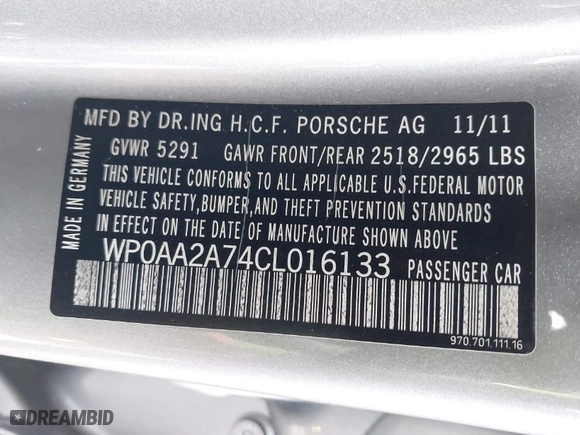 MFD BY DR.ING H.C.F. PORSCHE AG 11/11
GVWR 5291 GAWR FRONT/REAR 2518/2965 LBS
THIS VEHICLE CONFORMS TO ALL APPLICABLE U.S.FEDERAL MOTOR
VEHICLE SAFETY,BUMPER,AND THEFT PREVENTION STANDARDS IN
EFFECT ON THE DATE OF MANUFACTURE SHOWN ABOVE
WP0AA2A74CL016133 PASSENGER CAR
970.701.111.16
MADE IN GERMANY
DREAMBID